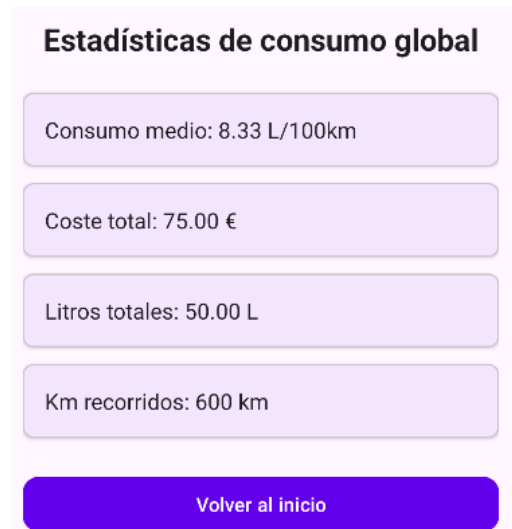 Estadísticas de consumo global
Consumo medio: 8.33 L/100km
Coste total: 75.00 €
Litros totales: 50.00 L
Km recorridos: 600 km
Volver al inicio